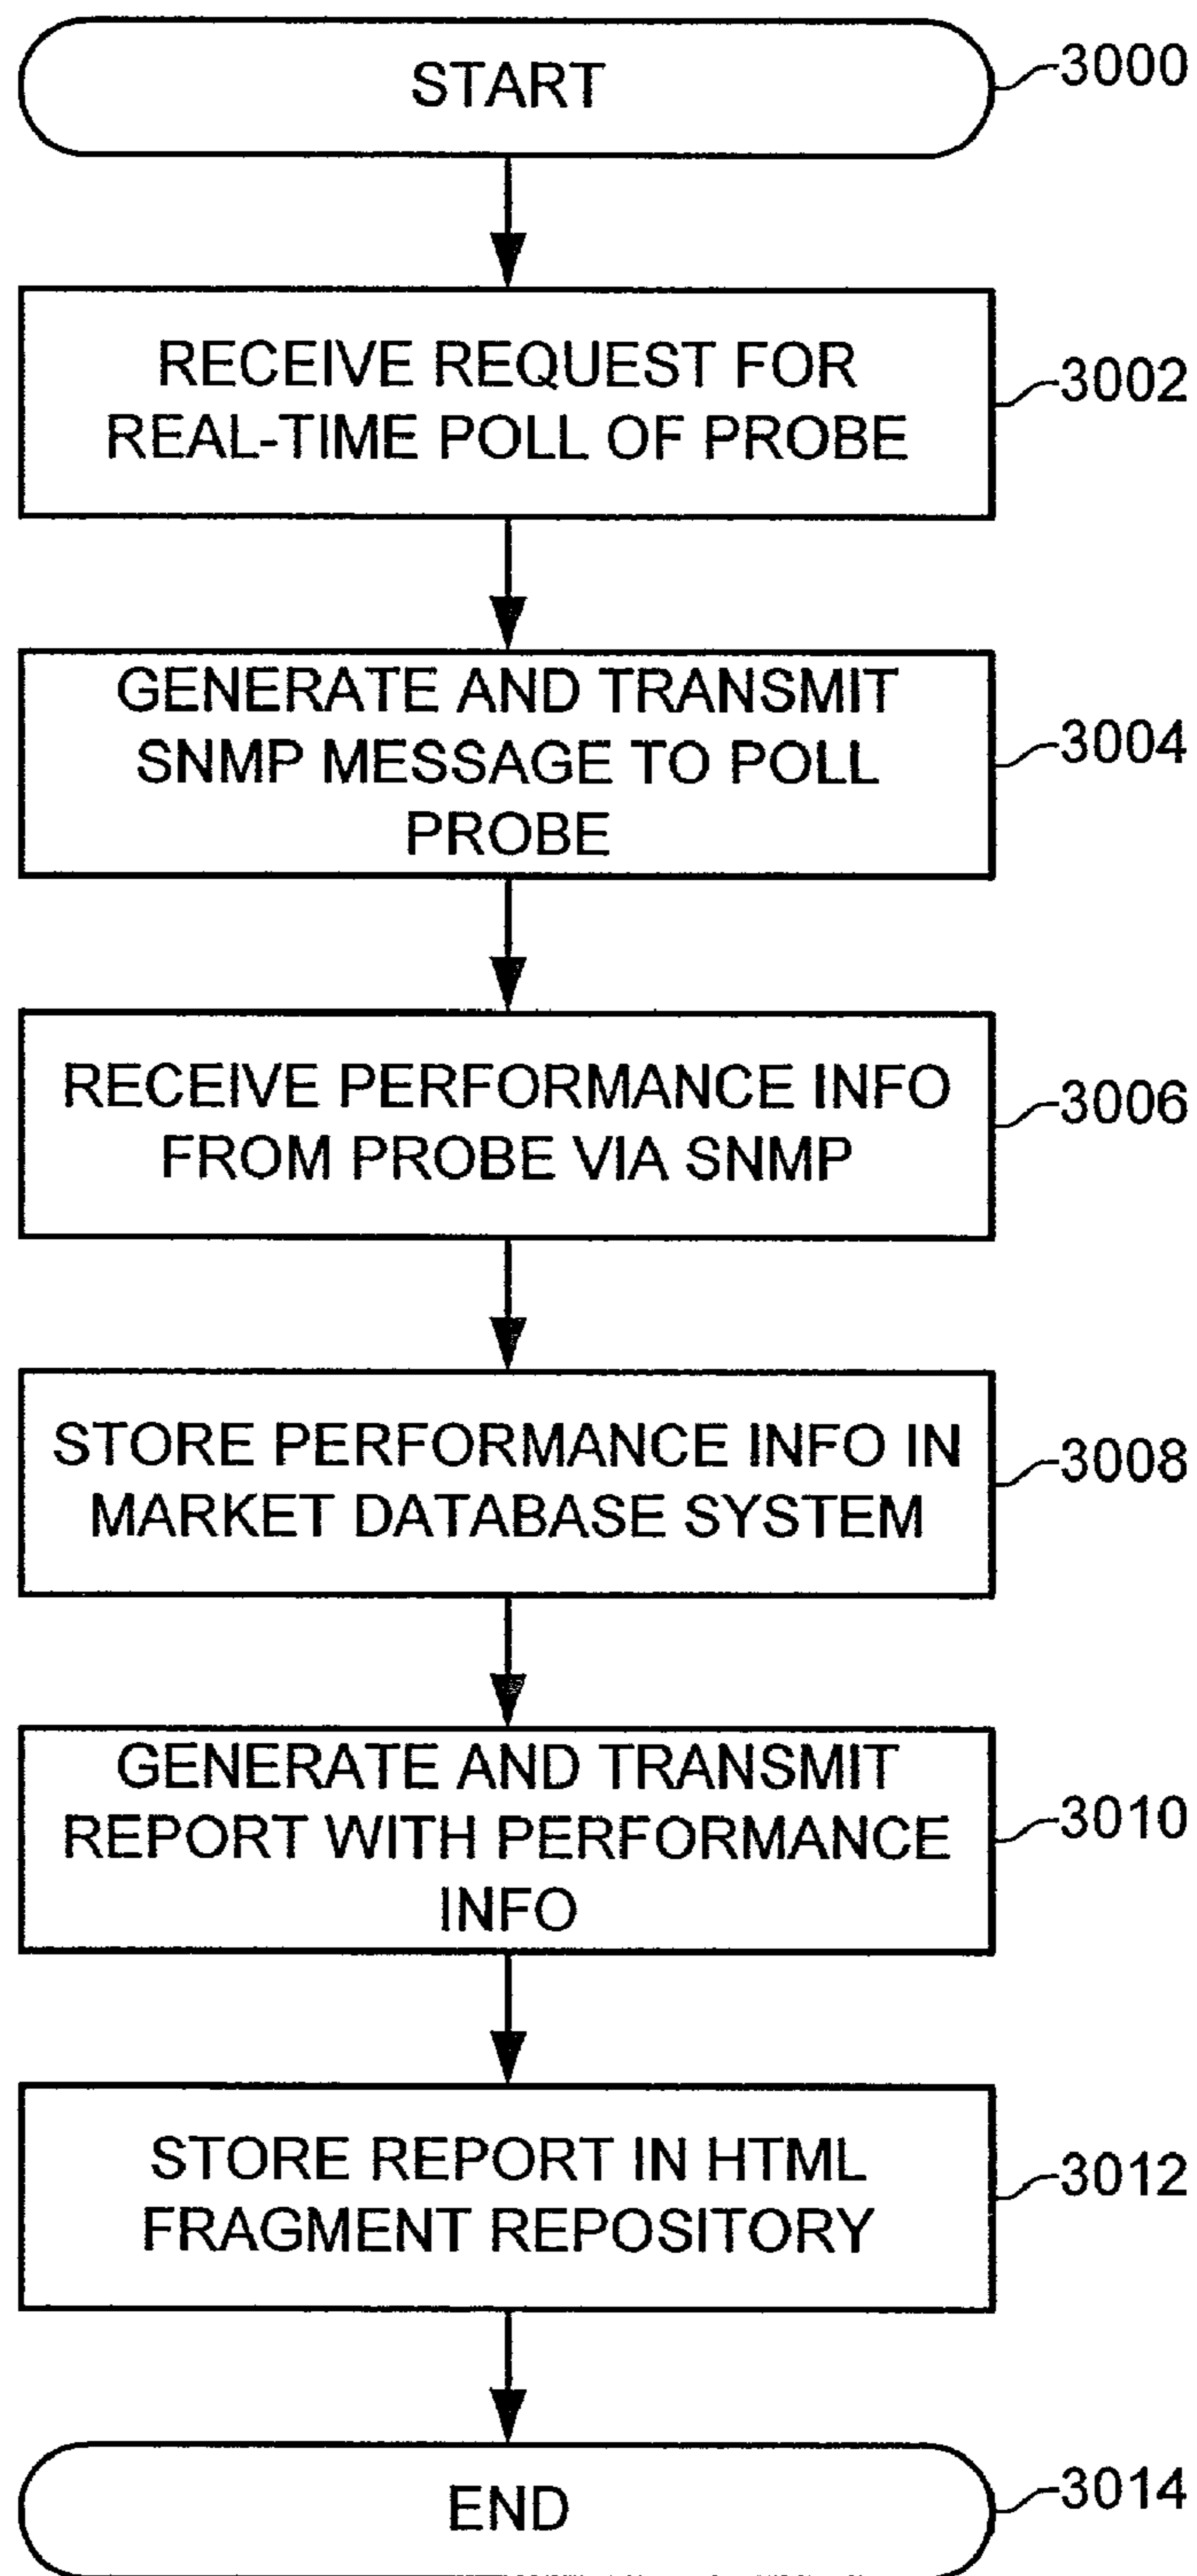 START
3000
RECEIVE REQUEST FOR
REAL-TIME POLL OF PROBE
3002
GENERATE AND TRANSMIT
SNMP MESSAGE TO POLL
PROBE
3004
RECEIVE PERFORMANCE INFO
FROM PROBE VIA SNMP
3006
STORE PERFORMANCE INFO IN
MARKET DATABASE SYSTEM
3008
GENERATE AND TRANSMIT
REPORT WITH PERFORMANCE
INFO
3010
STORE REPORT IN HTML
FRAGMENT REPOSITORY
3012
END
3014